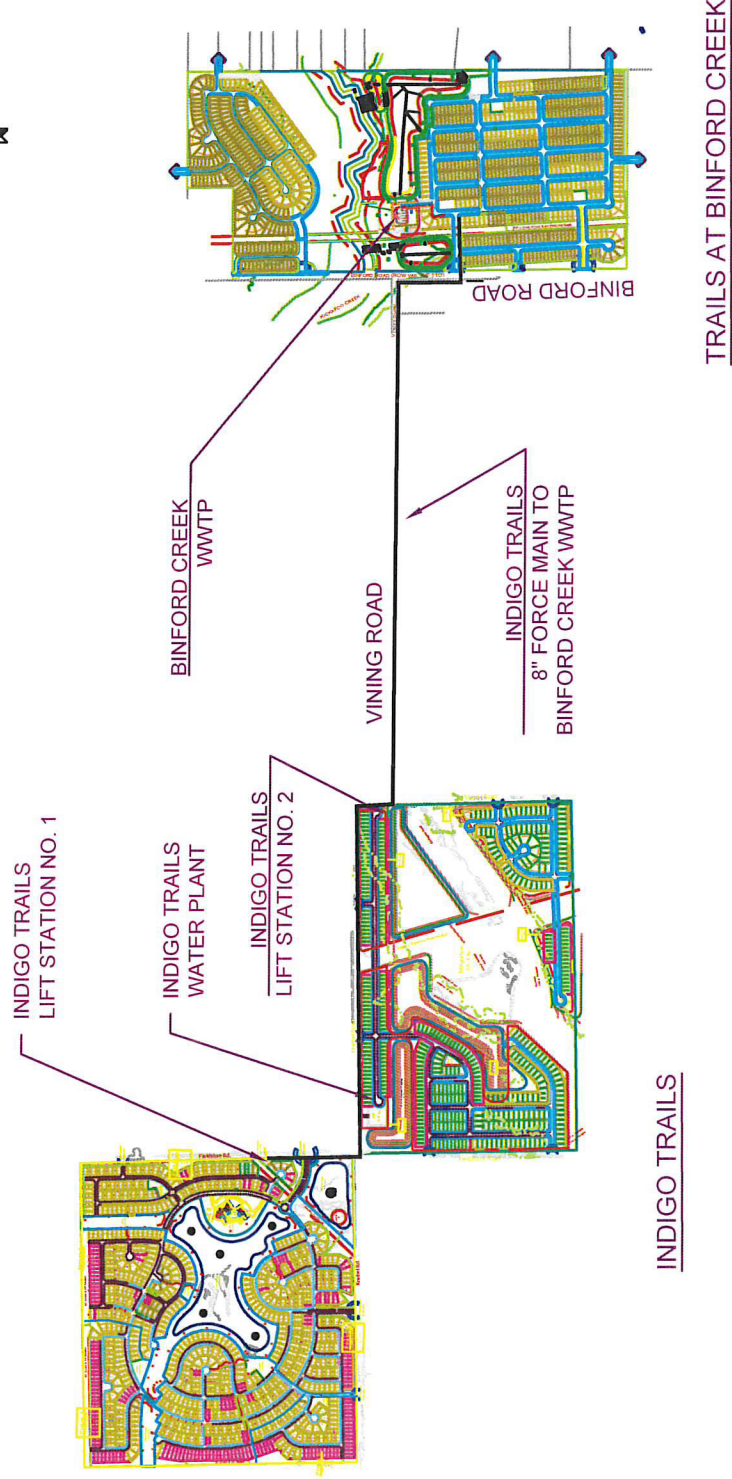 INDIGO TRAILS
LIFT STATION NO. 1
INDIGO TRAILS
WATER PLANT
INDIGO TRAILS
LIFT STATION NO. 2
BINFORD CREEK
WWTP
VINING ROAD
INDIGO TRAILS
8" FORCE MAIN TO
BINFORD CREEK WWTP
BINFORD ROAD
INDIGO TRAILS
TRAILS AT BINFORD CREEK